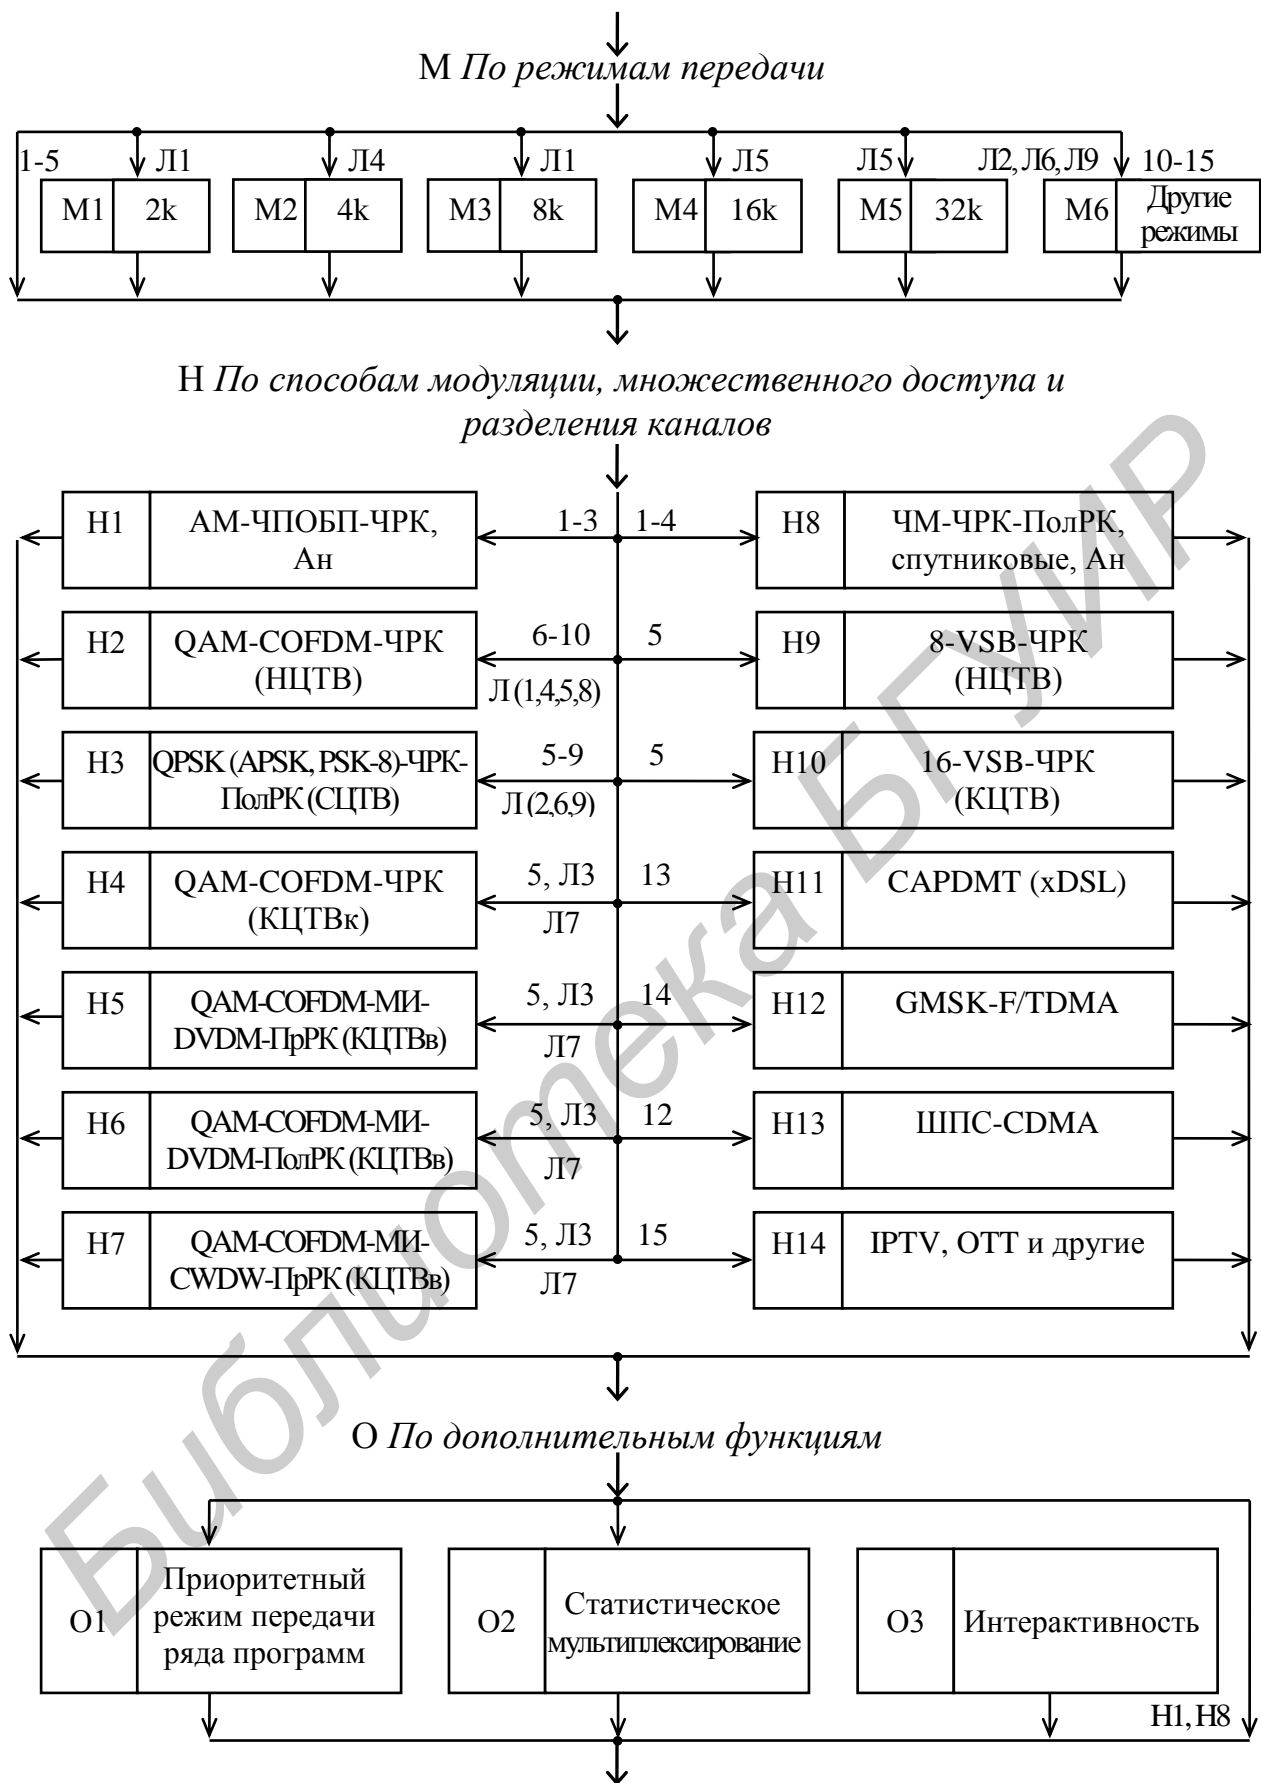 М По режимам передачи
1-5 Л1 Л4 Л1 Л5 Л5 Л2, Л6, Л9 10-15
М1 2k М2 4k М3 8k М4 16k М5 32k М6 Другие
режимы
Н По способам модуляции, множественного доступа и
разделения каналов
Н1 АМ-ЧПОБП-ЧРК, 1-3 1-4 Н8 ЧМ-ЧРК-ПолРК,
Ан спутниковые, Ан
Н2 QAM-COFDM-ЧРК 6-10 5 Н9 8-VSB-ЧРК
(НЦТВ) Л (1,4,5,8) (НЦТВ)
Н3 QPSK (APSK, PSK-8)-ЧРК- 5-9 5 Н10 16-VSB-ЧРК
ПолРК (СЦТВ) Л (2,6,9) (КЦТВ)
Н4 QAM-COFDM-ЧРК 5, Л3 13 Н11 CAPDMT (xDSL)
(КЦТВк) Л7
Н5 QAM-COFDM-МИ- 5, Л3 14 Н12 GMSK-F/TDMA
DVDM-ПрРК (КЦТВв) Л7
Н6 QAM-COFDM-МИ- 5, Л3 12 Н13 ШПС-CDMA
DVDM-ПолРК (КЦТВв) Л7
Н7 QAM-COFDM-МИ- 5, Л3 15 Н14 IPTV, ОТТ и другие
CWDW-ПрРК (КЦТВв) Л7
О По дополнительным функциям
О1 Приоритетный
режим передачи
ряда программ
О2 Статистическое
мультиплексирование
О3 Интерактивность
Н1, Н8
Библиотека БГУИР